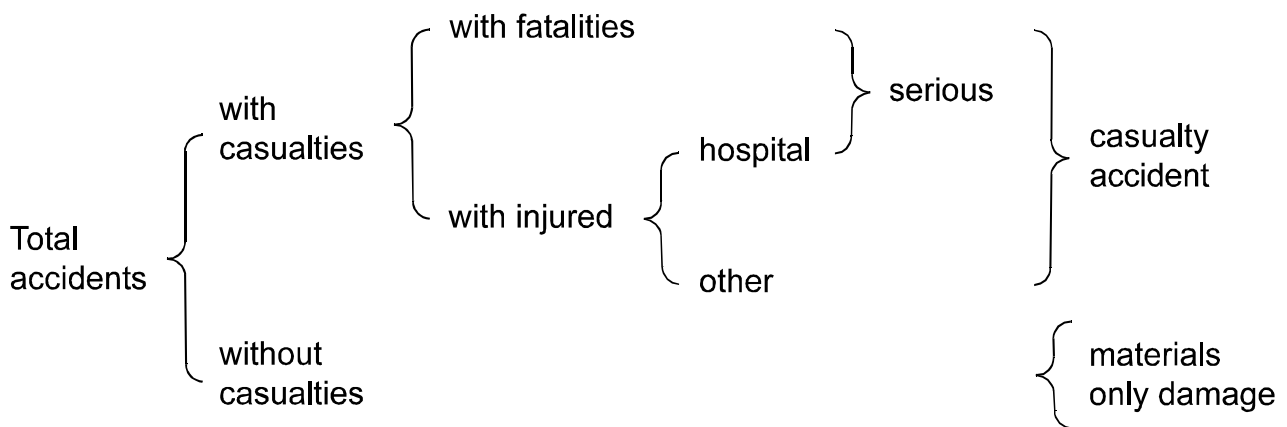 with fatalities
with
casualties
serious
hospital
casualty
accident
with injured
Total
accidents
other
without
casualties
materials
only damage